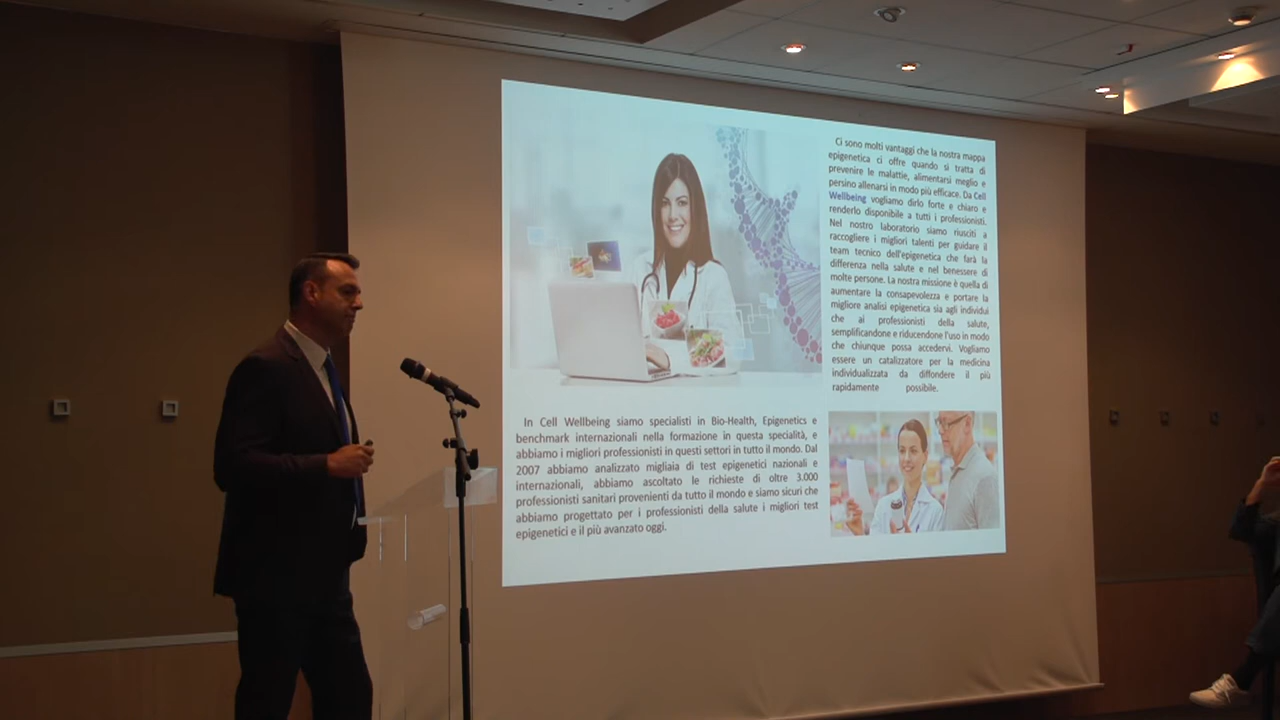 Ci sono molti vantaggi che la nostra mappa
epigenetica ci offre quando si tratta di
prevenire le malattie, alimentarsi meglio e
persino allenarsi in modo più efficace. Da Cell
Wellbeing vogliamo dirlo forte e chiaro e
renderlo disponibile a tutti i professionisti.
Nel nostro laboratorio siamo riusciti a
raccogliere i migliori talenti per guidare il
team tecnico dell'epigenetica che farà la
differenza nella salute e nel benessere di
molte persone. La nostra missione è quella di
aumentare la consapevolezza e portare la
migliore analisi epigenetica sia agli individui
che ai professionisti della salute,
semplificandone e riducendone l'uso in modo
che chiunque possa accedervi. Vogliamo
essere un catalizzatore per la medicina
individualizzata da diffondere il più
rapidamente possibile.
In Cell Wellbeing siamo specialisti in Bio-Health, Epigenetics e
benchmark internazionali nella formazione in questa specialità, e
abbiamo i migliori professionisti in questi settori in tutto il mondo. Dal
2007 abbiamo analizzato migliaia di test epigenetici nazionali e
internazionali, abbiamo ascoltato le richieste di oltre 3.000
professionisti sanitari provenienti da tutto il mondo e siamo sicuri che
abbiamo progettato per i professionisti della salute i migliori test
epigenetici e il più avanzato oggi.